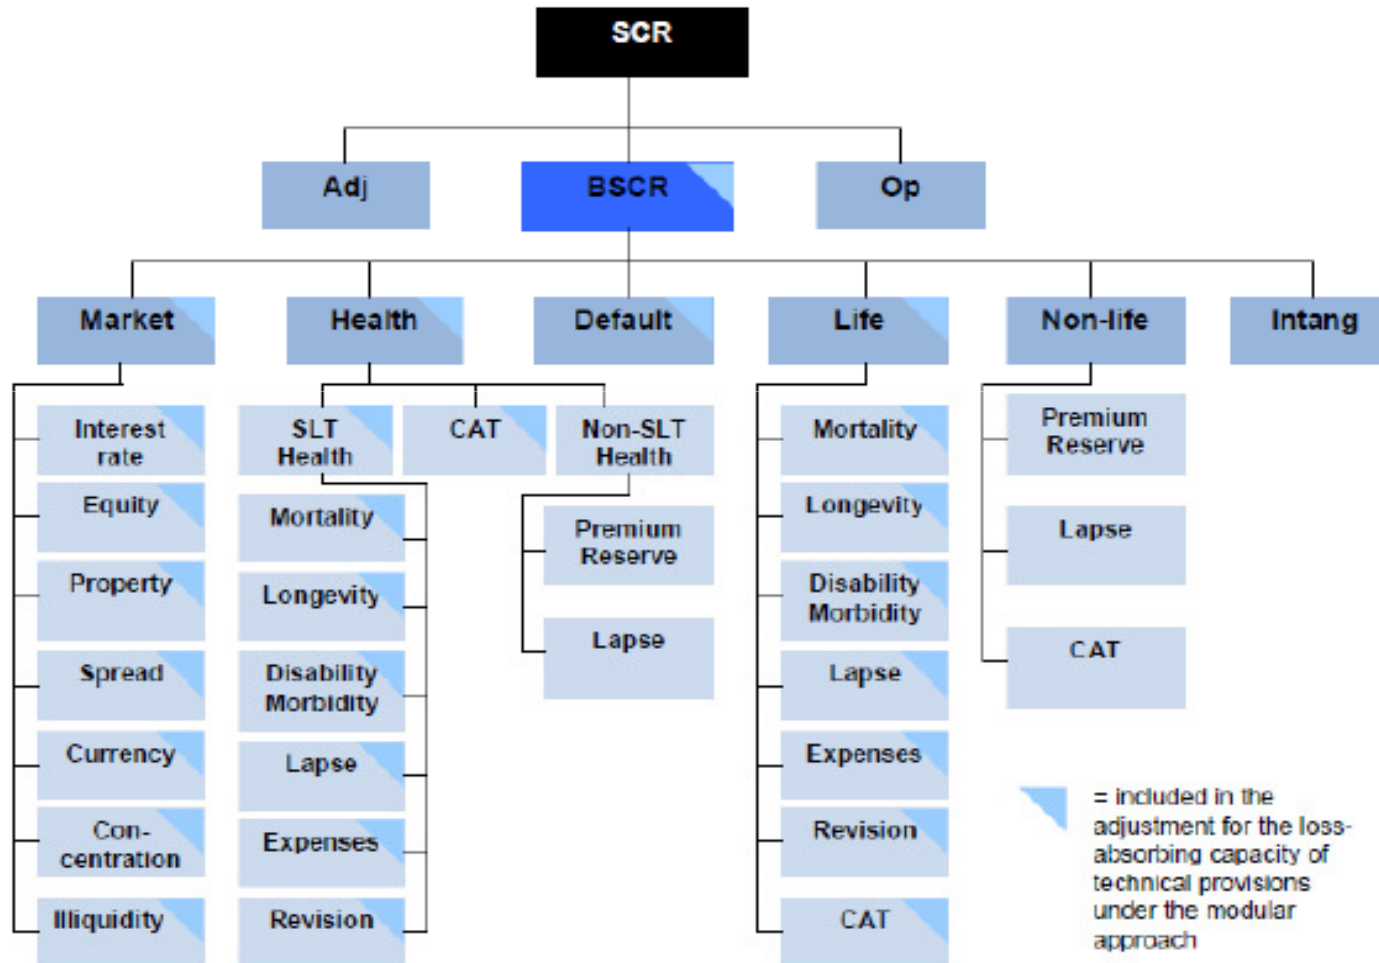 SCR
Adj
BSCR
Op
Market
Health
Default
Life
Non-life
Intang
Interest
rate
Equity
Property
Spread
Currency
Con-
centration
Illiquidity
SLT
Health
CAT
Non-SLT
Health
Mortality
Longevity
Disability
Morbidity
Lapse
Expenses
Revision
Premium
Reserve
Lapse
Mortality
Longevity
Disability
Morbidity
Lapse
Expenses
Revision
CAT
Premium
Reserve
Lapse
CAT
= included in the
adjustment for the loss-
absorbing capacity of
technical provisions
under the modular
approach